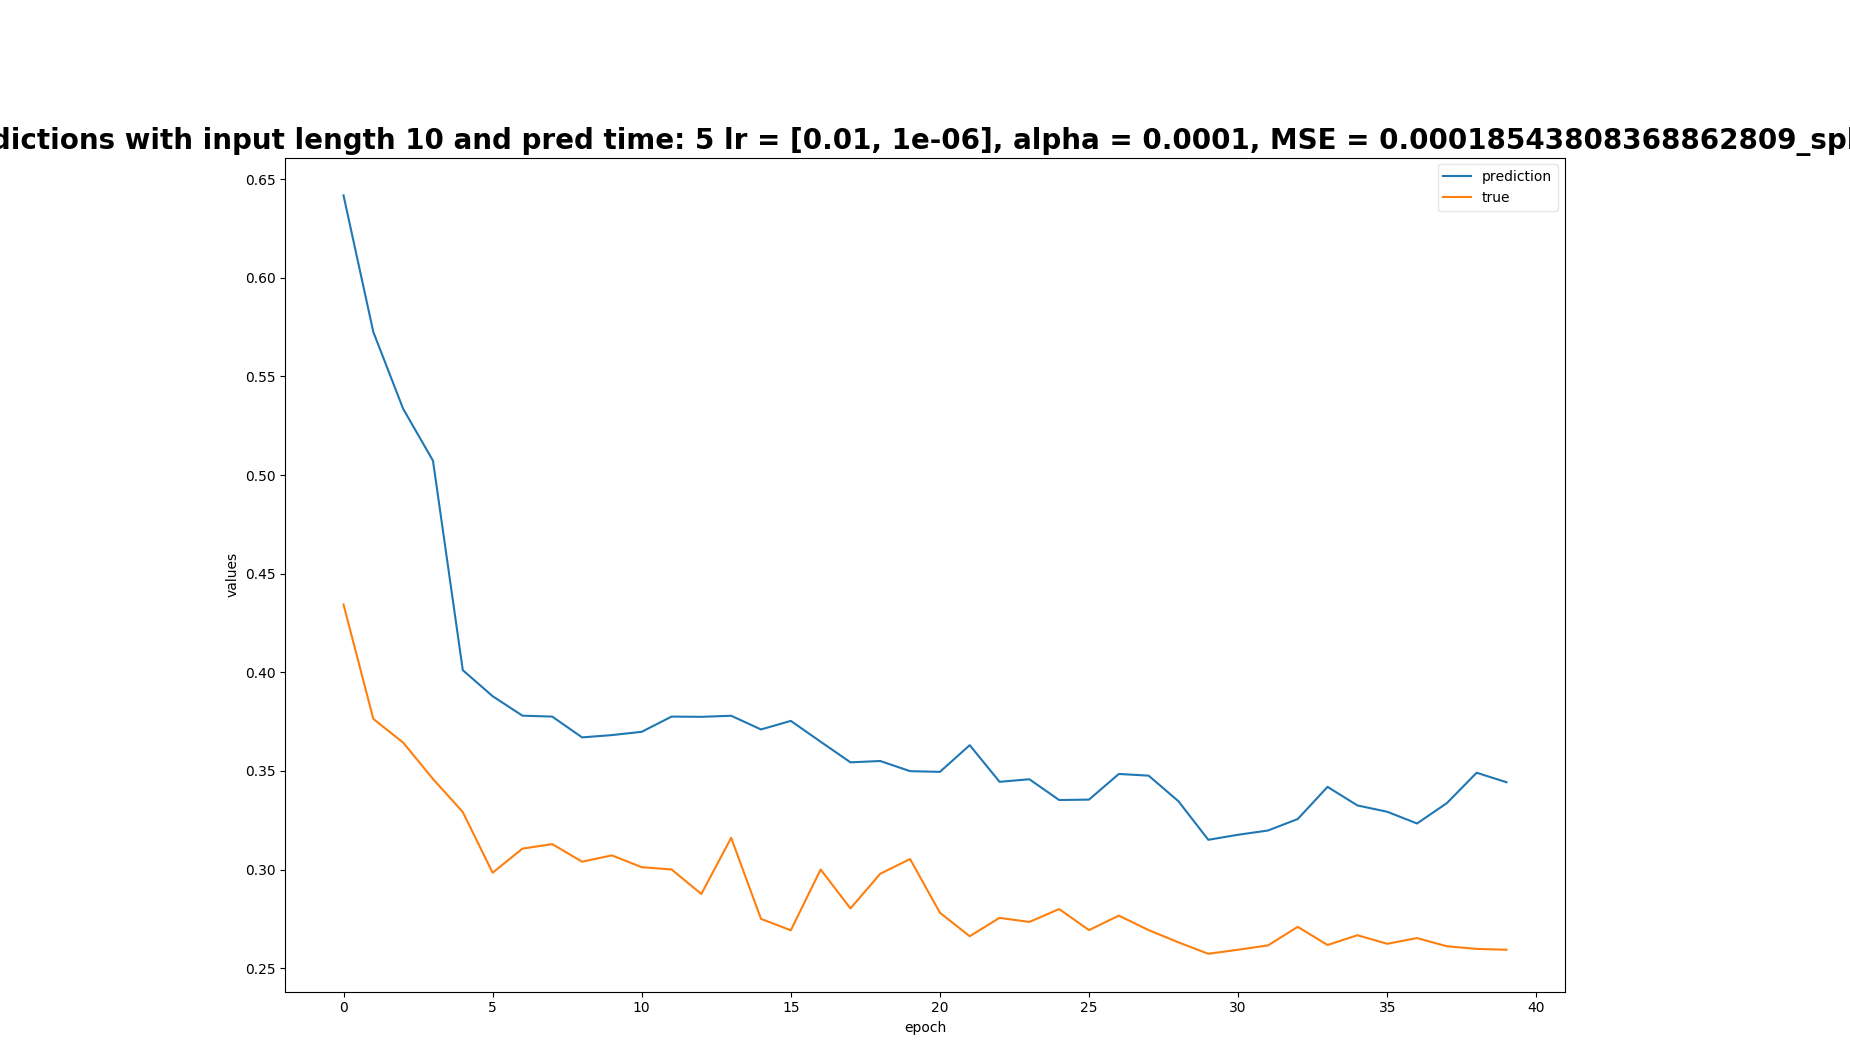 dictions with input length 10 and pred time: 5 lr = [0.01, 1e-06], alpha = 0.0001, MSE = 0.00018543808368862809_spl
prediction
true
0.65
0.60
0.55
0.50
0.45
0.40
0.35
0.30
0.25
values
0 5 10 15 20 25 30 35 40
epoch